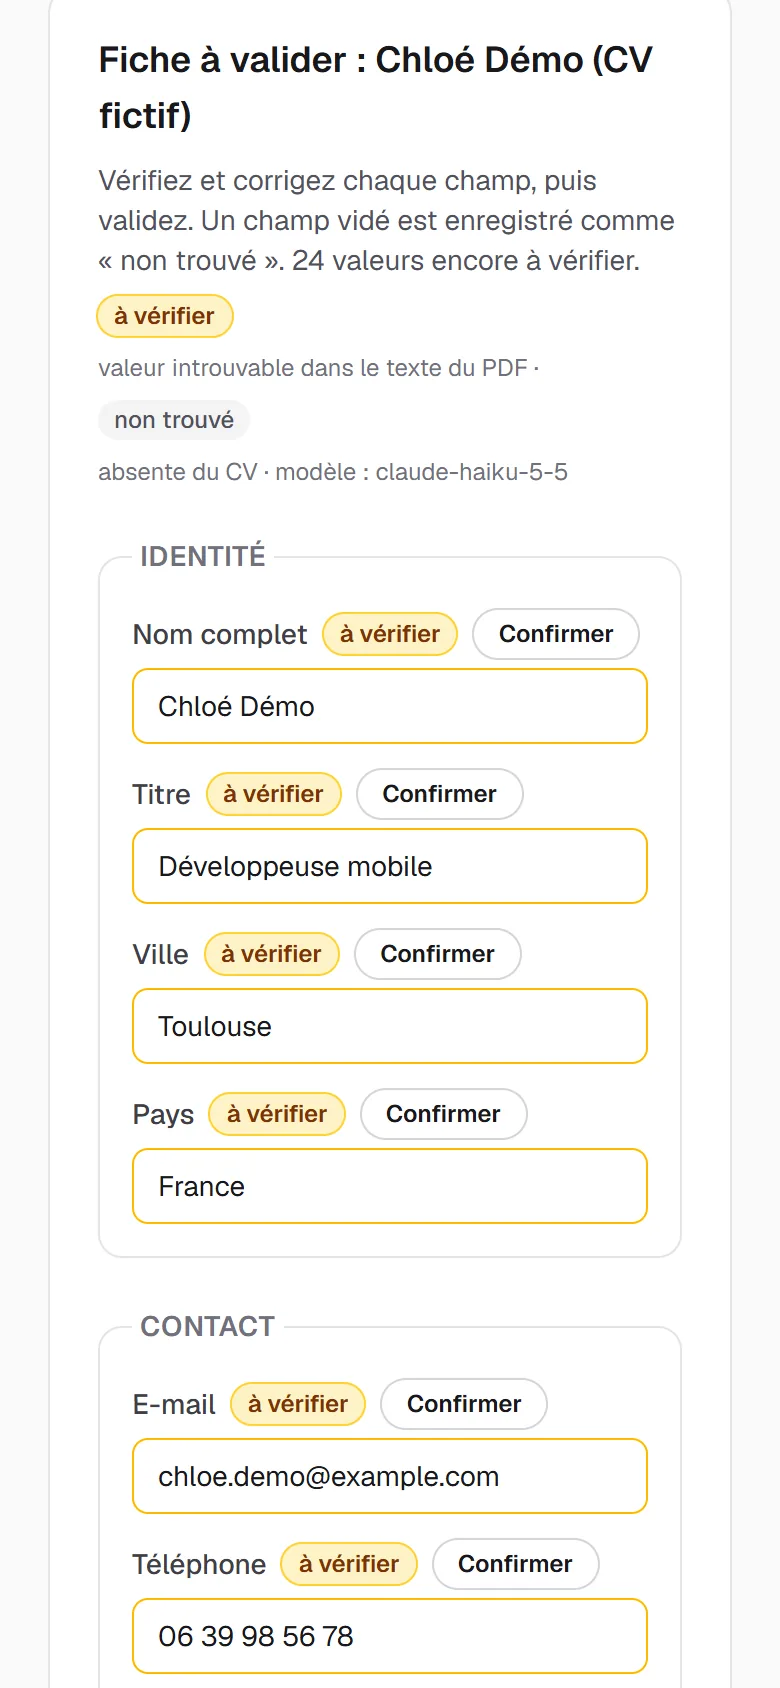 Fiche à valider : Chloé Démo (CV
fictif)
Vérifiez et corrigez chaque champ, puis
validez. Un champ vidé est enregistré comme
« non trouvé ». 24 valeurs encore à vérifier.
à vérifier
valeur introuvable dans le texte du PDF ·
non trouvé
absente du CV · modèle : claude-haiku-5-5
IDENTITÉ
Nom complet à vérifier Confirmer
Chloé Démo
Titre à vérifier Confirmer
Développeuse mobile
Ville à vérifier Confirmer
Toulouse
Pays à vérifier Confirmer
France
CONTACT
E-mail à vérifier Confirmer
chloe.demo@example.com
Téléphone à vérifier Confirmer
06 39 98 56 78